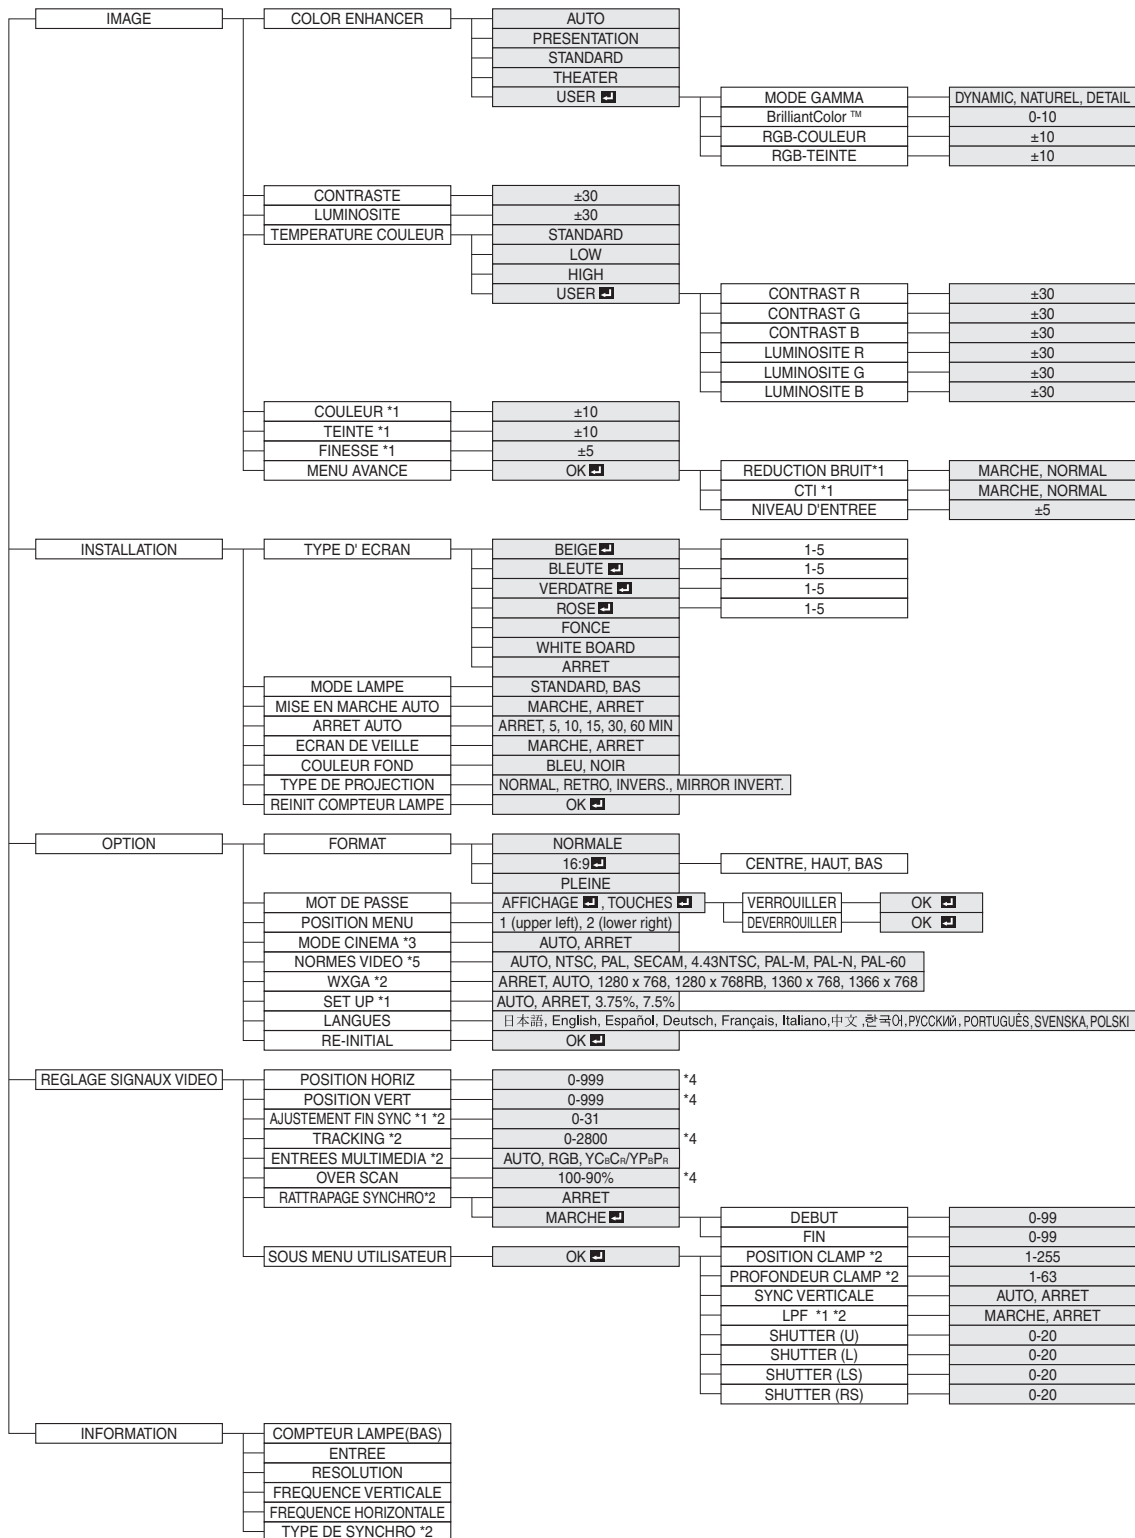 IMAGE COLOR ENHANCER AUTO
PRESENTATION
STANDARD
THEATER
USER MODE GAMMA DYNAMIC, NATUREL, DETAIL
BrilliantColor ™ 0-10
RGB-COULEUR ±10
RGB-TEINTE ±10
CONTRASTE ±30
LUMINOSITE ±30
TEMPERATURE COULEUR STANDARD
LOW
HIGH
USER CONTRAST R ±30
CONTRAST G ±30
CONTRAST B ±30
LUMINOSITE R ±30
LUMINOSITE G ±30
LUMINOSITE B ±30
COULEUR *1 ±10
TEINTE *1 ±10
FINESSE *1 ±5
MENU AVANCE OK REDUCTION BRUIT*1 MARCHE, NORMAL
CTI *1 MARCHE, NORMAL
NIVEAU D'ENTREE ±5
INSTALLATION TYPE D' ECRAN BEIGE 1-5
BLEUTE 1-5
VERDATRE 1-5
ROSE 1-5
FONCE
WHITE BOARD
ARRET
MODE LAMPE STANDARD, BAS
MISE EN MARCHE AUTO MARCHE, ARRET
ARRET AUTO ARRET, 5, 10, 15, 30, 60 MIN
ECRAN DE VEILLE MARCHE, ARRET
COULEUR FOND BLEU, NOIR
TYPE DE PROJECTION NORMAL, RETRO, INVERS., MIRROR INVERT.
REINIT COMPTEUR LAMPE OK
OPTION FORMAT NORMALE
16:9 CENTRE, HAUT, BAS
PLEINE
MOT DE PASSE AFFICHAGE , TOUCHES VERROUILLER OK
DEVERROUILLER OK
POSITION MENU 1 (upper left), 2 (lower right)
MODE CINEMA *3 AUTO, ARRET
NORMES VIDEO *5 AUTO, NTSC, PAL, SECAM, 4.43NTSC, PAL-M, PAL-N, PAL-60
WXGA *2 ARRET, AUTO, 1280 x 768, 1280 x 768RB, 1360 x 768, 1366 x 768
SET UP *1 AUTO, ARRET, 3.75%, 7.5%
LANGUES 日本語, English, Español, Deutsch, Français, Italiano,中文 ,한국어,РУССКИЙ, PORTUGUÊS,SVENSKA,POLSKI
RE-INITIAL OK
REGLAGE SIGNAUX VIDEO POSITION HORIZ 0-999 *4
POSITION VERT 0-999 *4
AJUSTEMENT FIN SYNC *1 *2 0-31
TRACKING *2 0-2800 *4
ENTREES MULTIMEDIA *2 AUTO, RGB, YCBCR/YPBPR
OVER SCAN 100-90% *4
RATTRAPAGE SYNCHRO*2 ARRET
MARCHE DEBUT 0-99
FIN 0-99
SOUS MENU UTILISATEUR OK POSITION CLAMP *2 1-255
PROFONDEUR CLAMP *2 1-63
SYNC VERTICALE AUTO, ARRET
LPF *1 *2 MARCHE, ARRET
SHUTTER (U) 0-20
SHUTTER (L) 0-20
SHUTTER (LS) 0-20
SHUTTER (RS) 0-20
INFORMATION COMPTEUR LAMPE(BAS)
ENTREE
RESOLUTION
FREQUENCE VERTICALE
FREQUENCE HORIZONTALE
TYPE DE SYNCHRO *2